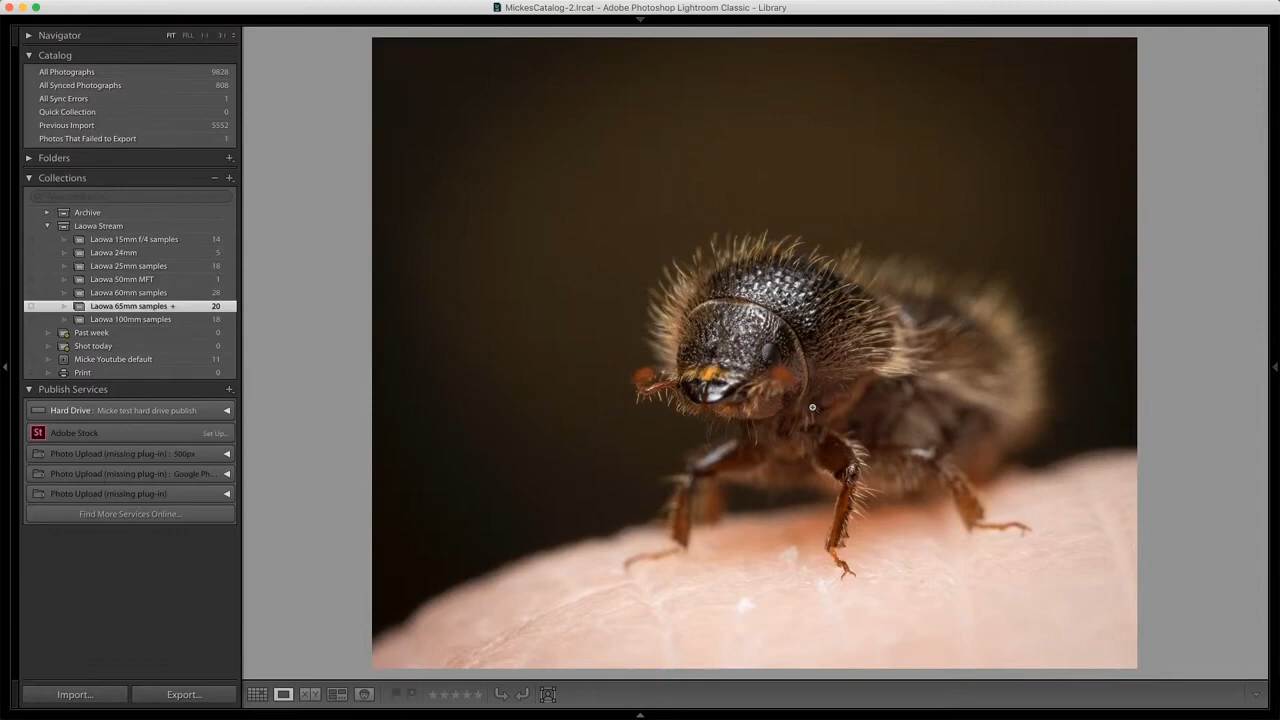 MickesCatalog-2.lrcat - Adobe Photoshop Lightroom Classic - Library
Navigator FIT FILL 1:1 3:1
Catalog
All Photographs 9828
All Synced Photographs 808
All Sync Errors 1
Quick Collection 0
Previous Import 5552
Photos That Failed to Export 1
Folders +
Collections − +
Archive
Laowa Stream
Laowa 15mm f/4 samples 14
Laowa 24mm 5
Laowa 25mm samples 18
Laowa 50mm MFT 1
Laowa 60mm samples 28
Laowa 65mm samples + 20
Laowa 100mm samples 18
Past week 0
Shot today 0
Micke Youtube default 11
Print 0
Publish Services +
Hard Drive : Micke test hard drive publish
St Adobe Stock Set Up...
Photo Upload (missing plug-in) : 500px
Photo Upload (missing plug-in) : Google Ph...
Photo Upload (missing plug-in)
Find More Services Online...
Import... Export... X Y